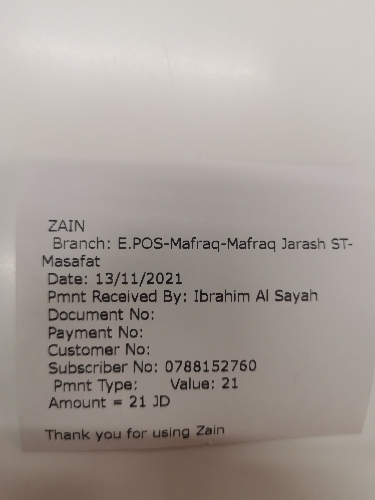 ZAIN
Branch: E.POS-Mafraq-Mafraq Jarash ST-
Masafat
Date: 13/11/2021
Pmnt Received By: Ibrahim Al Sayah
Document No:
Payment No:
Customer No:
Subscriber No: 0788152760
Pmnt Type: Value: 21
Amount = 21 JD
Thank you for using Zain